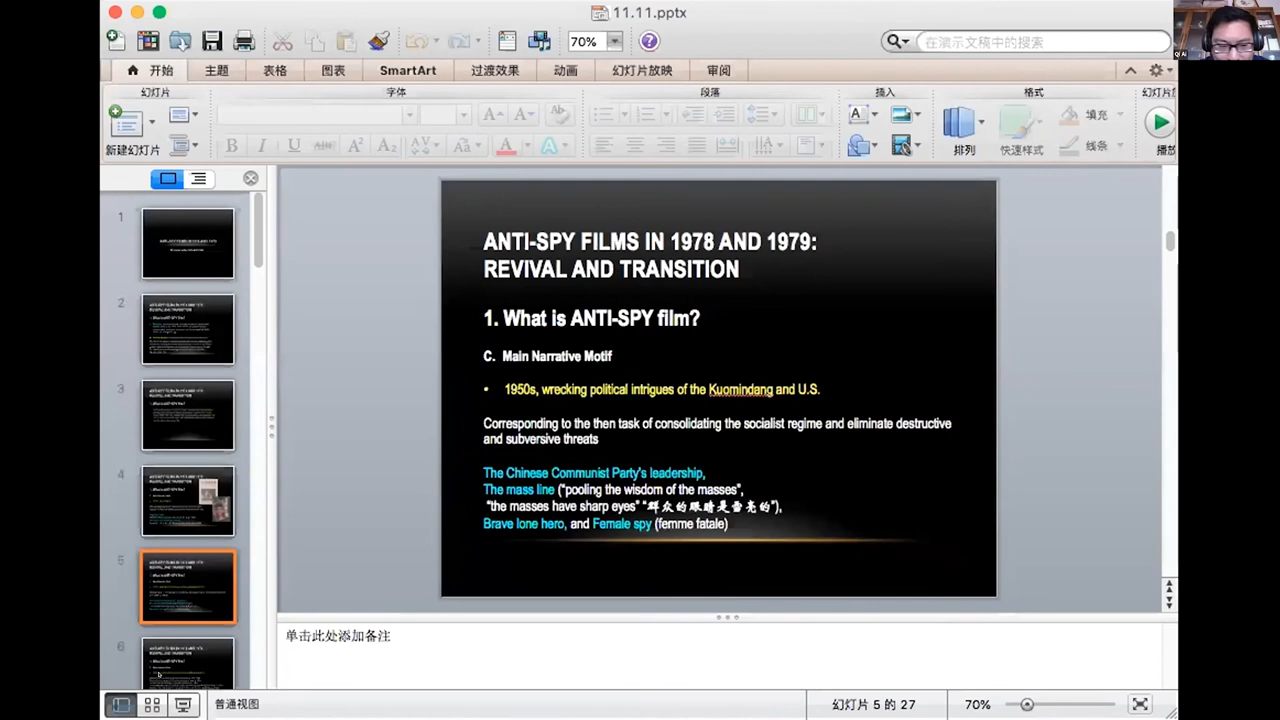 11.11.pptx
70%
在演示文稿中的搜索
开始 主题 表格 图表 SmartArt 过渡效果 动画 幻灯片放映 审阅
幻灯片 字体 段落 插入 格式
新建幻灯片 排列 快速样式 填充 线条
1
2
3
4
5
6
ANTI-SPY FILMS IN 1978 AND 1979:
REVIVAL AND TRANSITION
1. What is ANTI-SPY film?
C. Main Narrative Motif
• 1950s, wrecking political intrigues of the Kuomindang and U.S.
Corresponding to the then task of consolidating the socialist regime and eliminate destructive
and subversive threats
The Chinese Communist Party's leadership,
The mass line ("pooling the wisdom of the masses",
"the masses have sharp eyes" "群众的眼睛是雪亮的"),
Brave lone hero, and Female spy (femme fatale)
单击此处添加备注
普通视图 幻灯片 5 的 27 70%